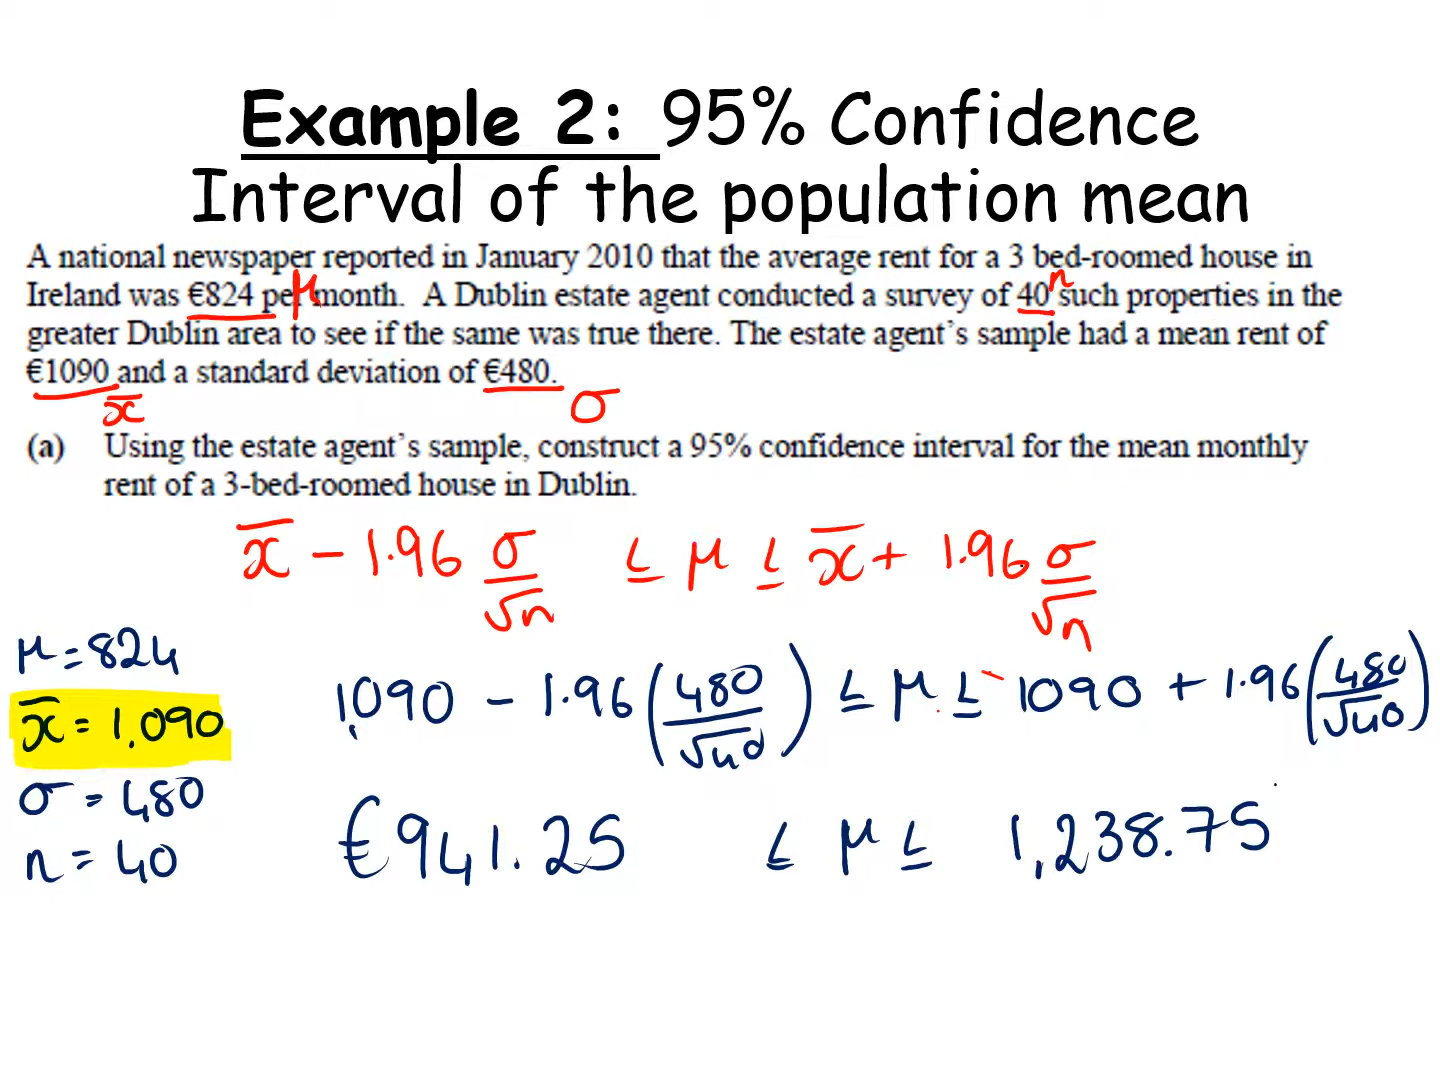 Example 2: 95% Confidence
Interval of the population mean
A national newspaper reported in January 2010 that the average rent for a 3 bed-roomed house in
Ireland was €824 per month. A Dublin estate agent conducted a survey of 40 such properties in the
μ n
greater Dublin area to see if the same was true there. The estate agent's sample had a mean rent of
€1090 and a standard deviation of €480.
x̄ σ
(a) Using the estate agent's sample, construct a 95% confidence interval for the mean monthly
rent of a 3-bed-roomed house in Dublin.
x̄ - 1.96 σ/√n ≤ μ ≤ x̄ + 1.96 σ/√n
μ = 824
1,090 - 1.96 (480/√40) ≤ μ ≤ 1090 + 1.96 (480/√40)
x̄ = 1,090
σ = 480
€941.25 ≤ μ ≤ 1,238.75
n = 40